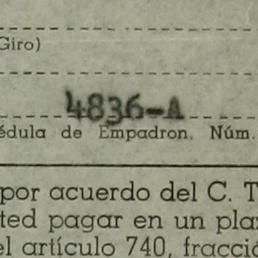 Giro)
4836-A
édula de Empadron. Núm.
por acuerdo del C. T
ted pagar en un pla
el artículo 740, fracció